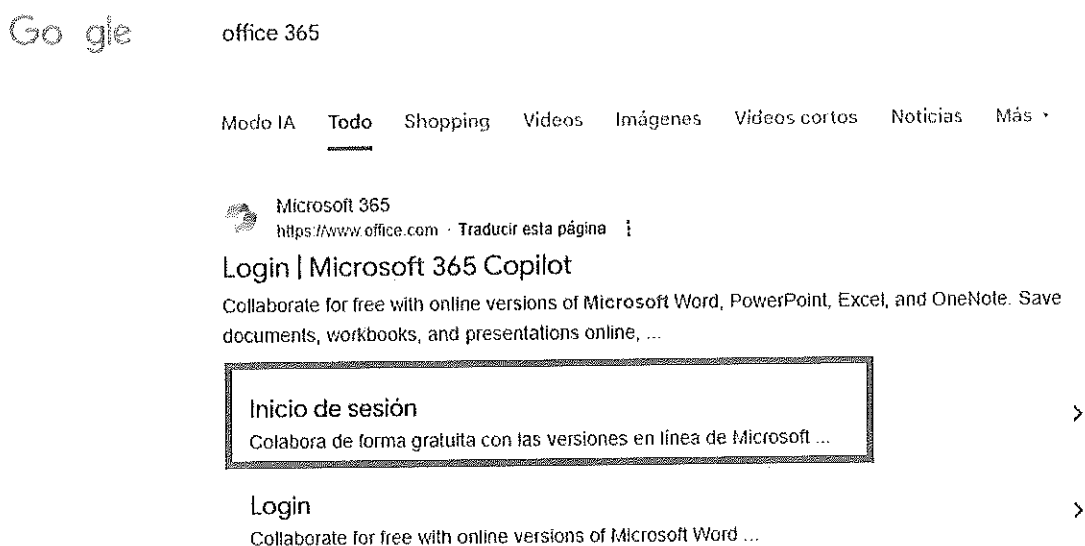 Go gle
office 365
Modo IA Todo Shopping Videos Imágenes Videos cortos Noticias Más
Microsoft 365
https://www.office.com · Traducir esta página
Login | Microsoft 365 Copilot
Collaborate for free with online versions of Microsoft Word, PowerPoint, Excel, and OneNote. Save
documents, workbooks, and presentations online, ...
Inicio de sesión
Colabora de forma gratuita con las versiones en línea de Microsoft ...
Login
Collaborate for free with online versions of Microsoft Word ...